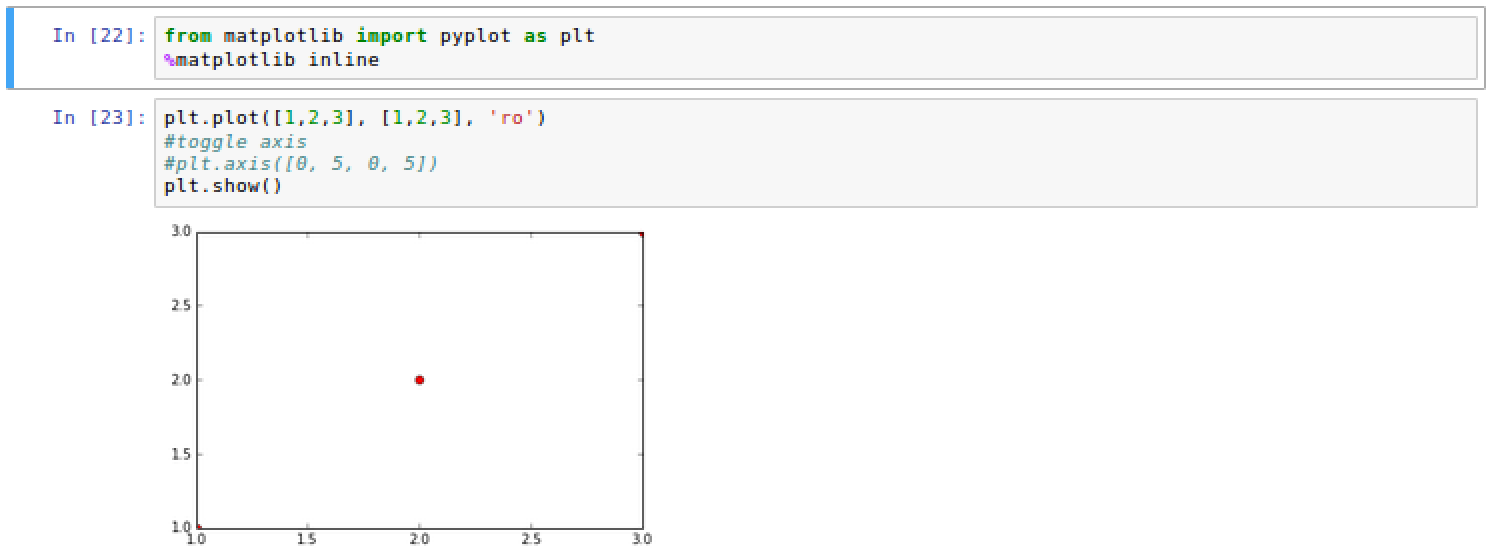 In [22]: from matplotlib import pyplot as plt
%matplotlib inline
In [23]: plt.plot([1,2,3], [1,2,3], 'ro')
#toggle axis
#plt.axis([0, 5, 0, 5])
plt.show()
3.0
2.5
2.0
1.5
1.0
1.0 1.5 2.0 2.5 3.0